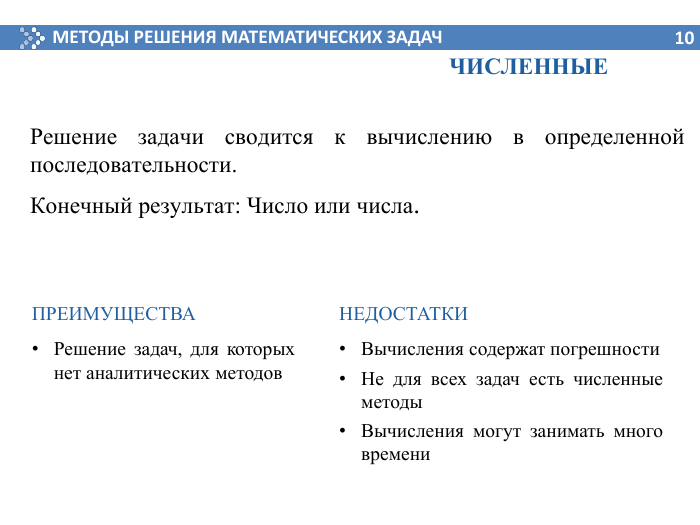 МЕТОДЫ РЕШЕНИЯ МАТЕМАТИЧЕСКИХ ЗАДАЧ 10
ЧИСЛЕННЫЕ
Решение задачи сводится к вычислению в определенной
последовательности.
Конечный результат: Число или числа.
ПРЕИМУЩЕСТВА
• Решение задач, для которых
нет аналитических методов
НЕДОСТАТКИ
• Вычисления содержат погрешности
• Не для всех задач есть численные
методы
• Вычисления могут занимать много
времени